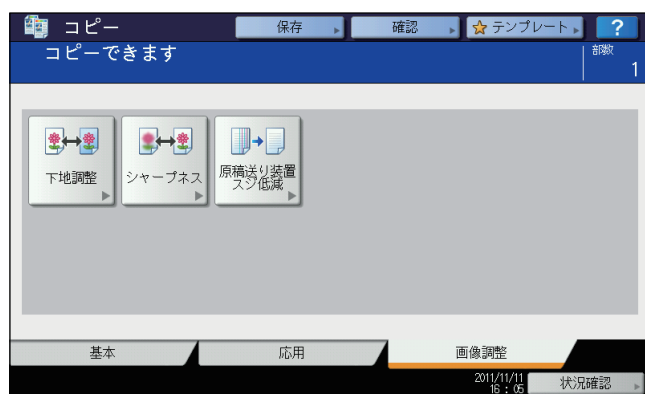 コピー
保存
確認
テンプレート
?
コピーできます
部数
1
下地調整
シャープネス
原稿送り装置
スジ低減
基本
応用
画像調整
2011/11/11
16:05
状況確認